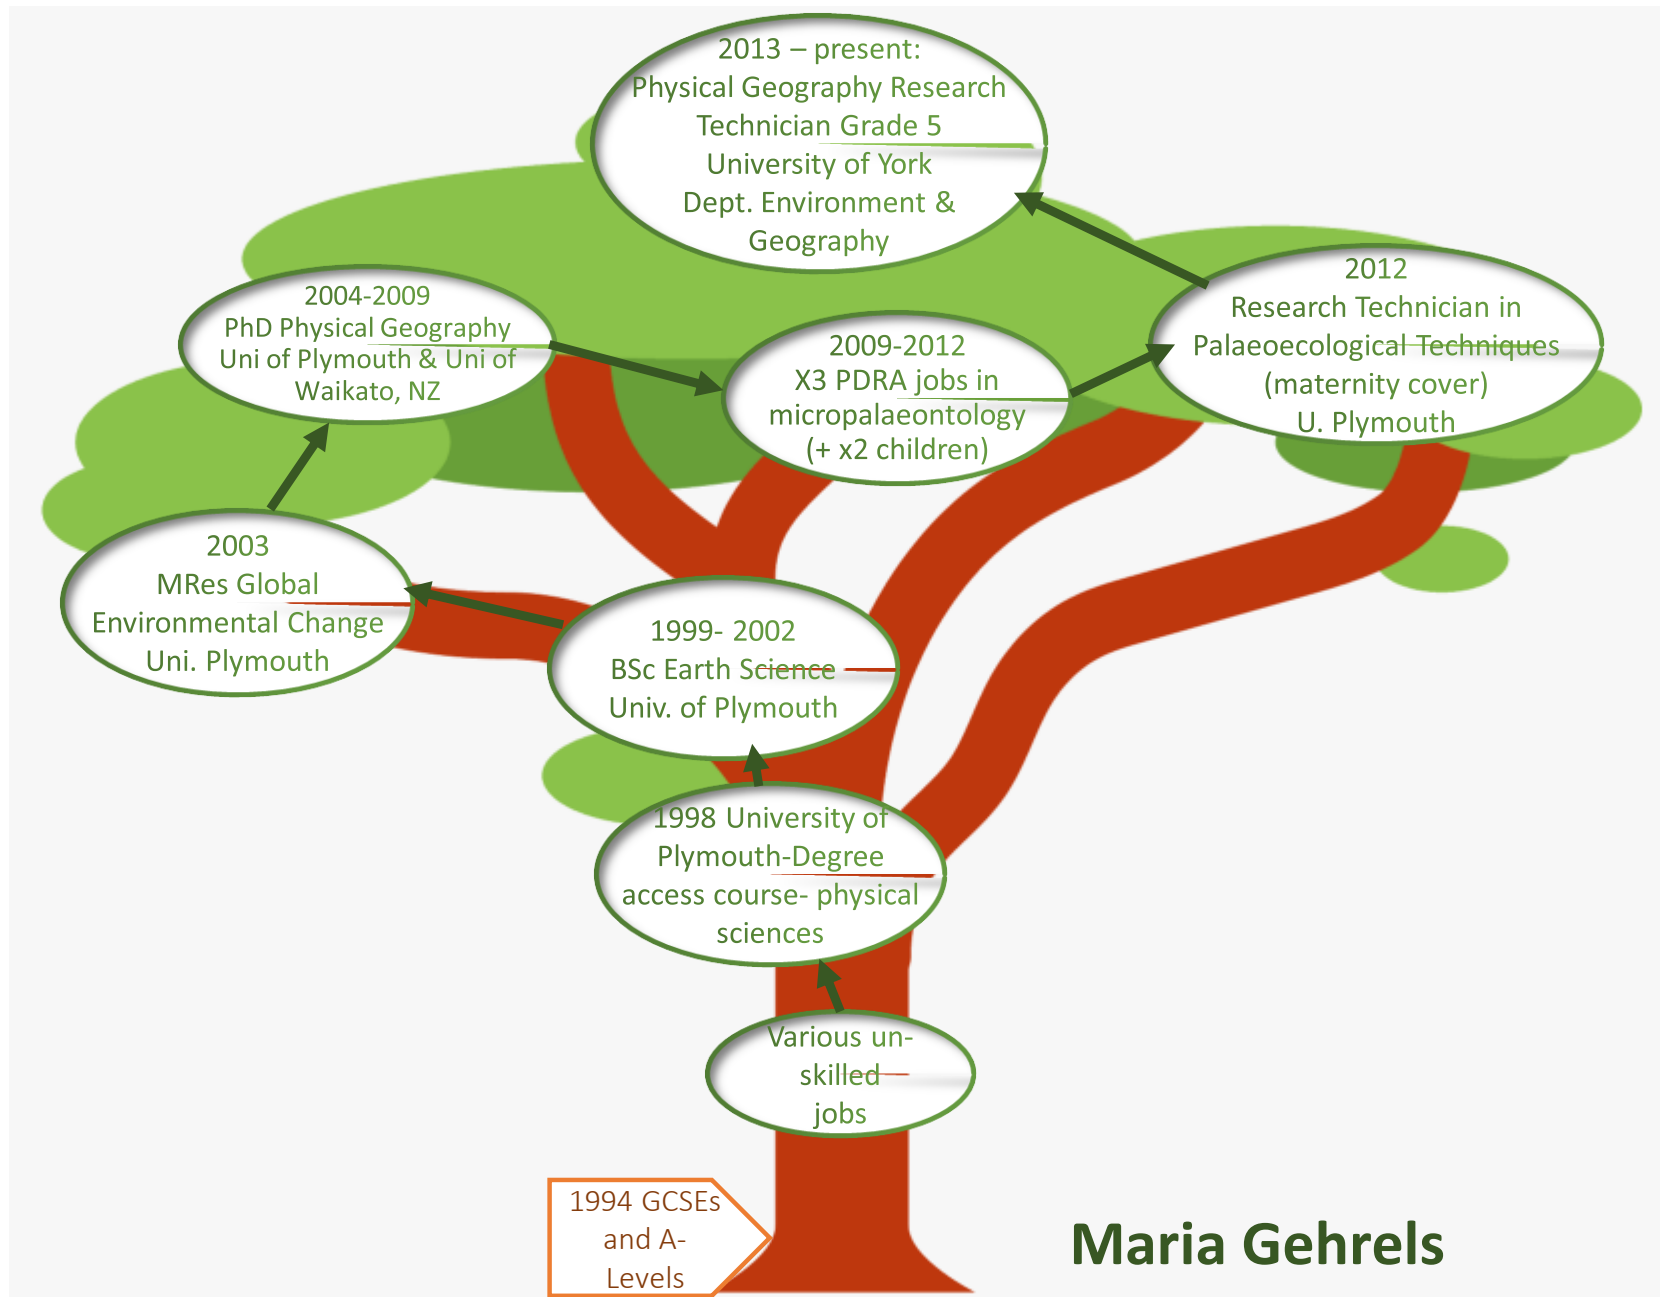 2013 – present:
Physical Geography Research
Technician Grade 5
University of York
Dept. Environment &
Geography
2012
Research Technician in
Palaeoecological Techniques
(maternity cover)
U. Plymouth
2004-2009
PhD Physical Geography
Uni of Plymouth & Uni of
Waikato, NZ
2009-2012
X3 PDRA jobs in
micropalaeontology
(+ x2 children)
2003
MRes Global
Environmental Change
Uni. Plymouth
1999- 2002
BSc Earth Science
Univ. of Plymouth
1998 University of
Plymouth-Degree
access course- physical
sciences
Various un-
skilled
jobs
1994 GCSEs
and A-
Levels
Maria Gehrels